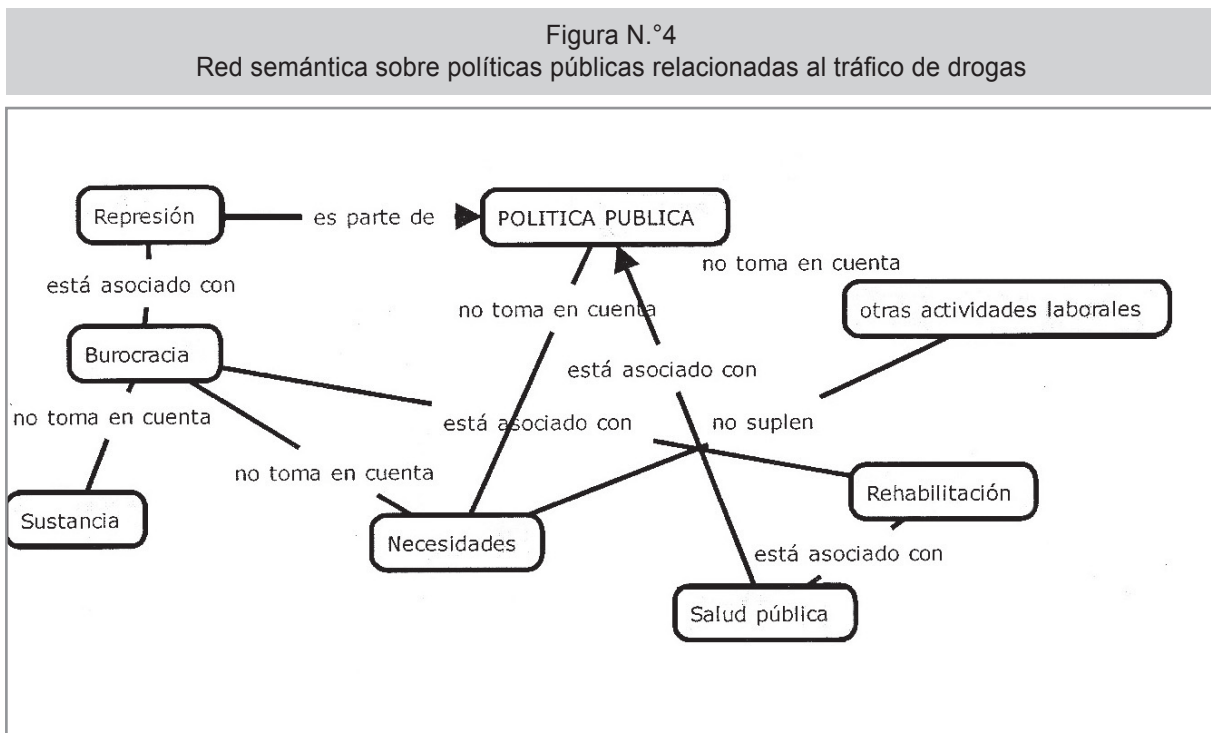 Figura N.°4
Red semántica sobre políticas públicas relacionadas al tráfico de drogas
Represión
es parte de
POLITICA PUBLICA
está asociado con
no toma en cuenta
no toma en cuenta
otras actividades laborales
Burocracia
está asociado con
no toma en cuenta
está asociado con
no suplen
no toma en cuenta
Rehabilitación
Sustancia
Necesidades
está asociado con
Salud pública